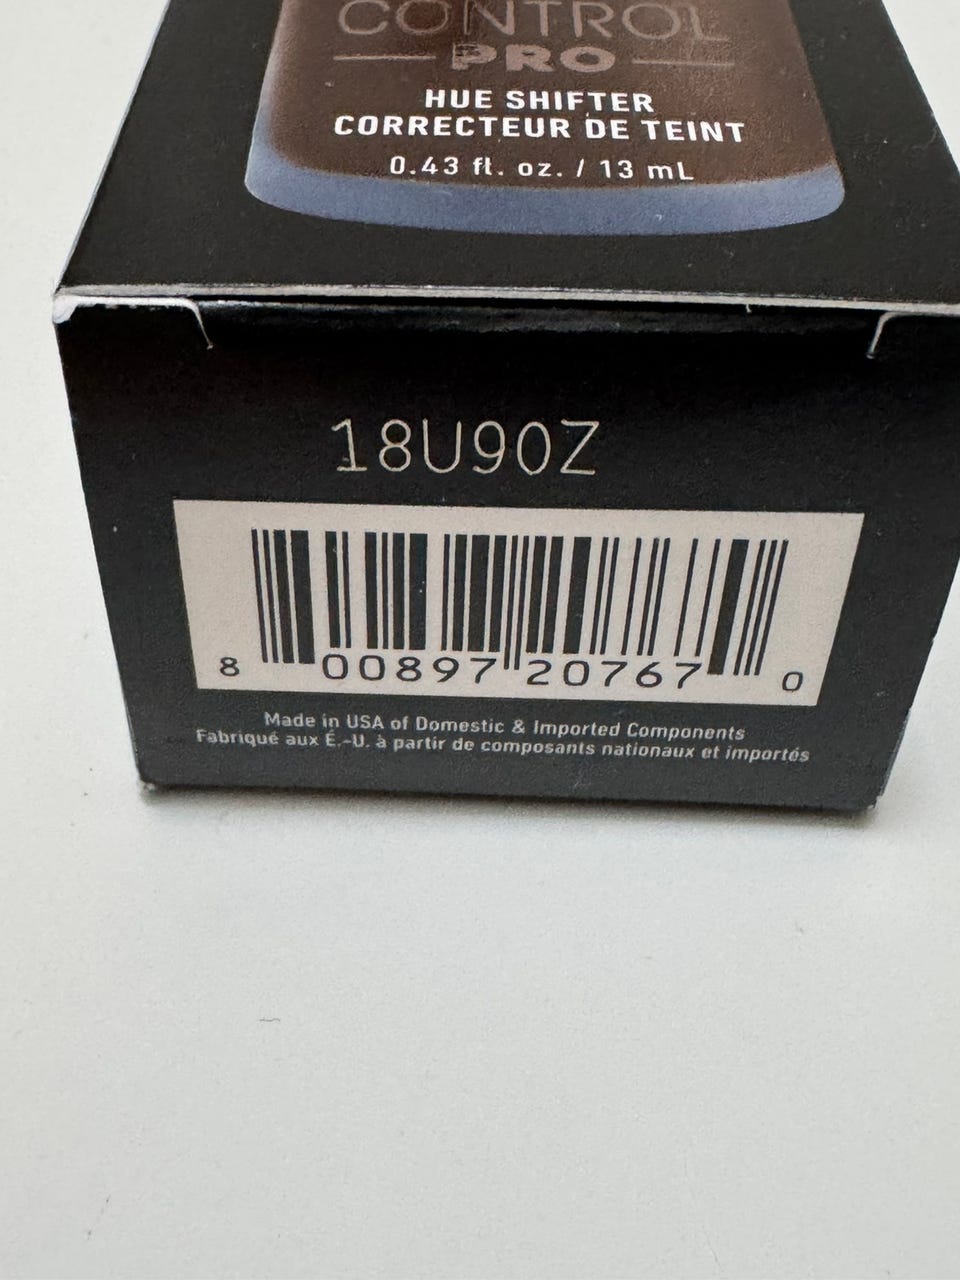 CONTROL
PRO
HUE SHIFTER
CORRECTEUR DE TEINT
0.43 fl. oz. / 13 mL
18U90Z
8 00897 20767 0
Made in USA of Domestic & Imported Components
Fabriqué aux É.-U. à partir de composants nationaux et importés